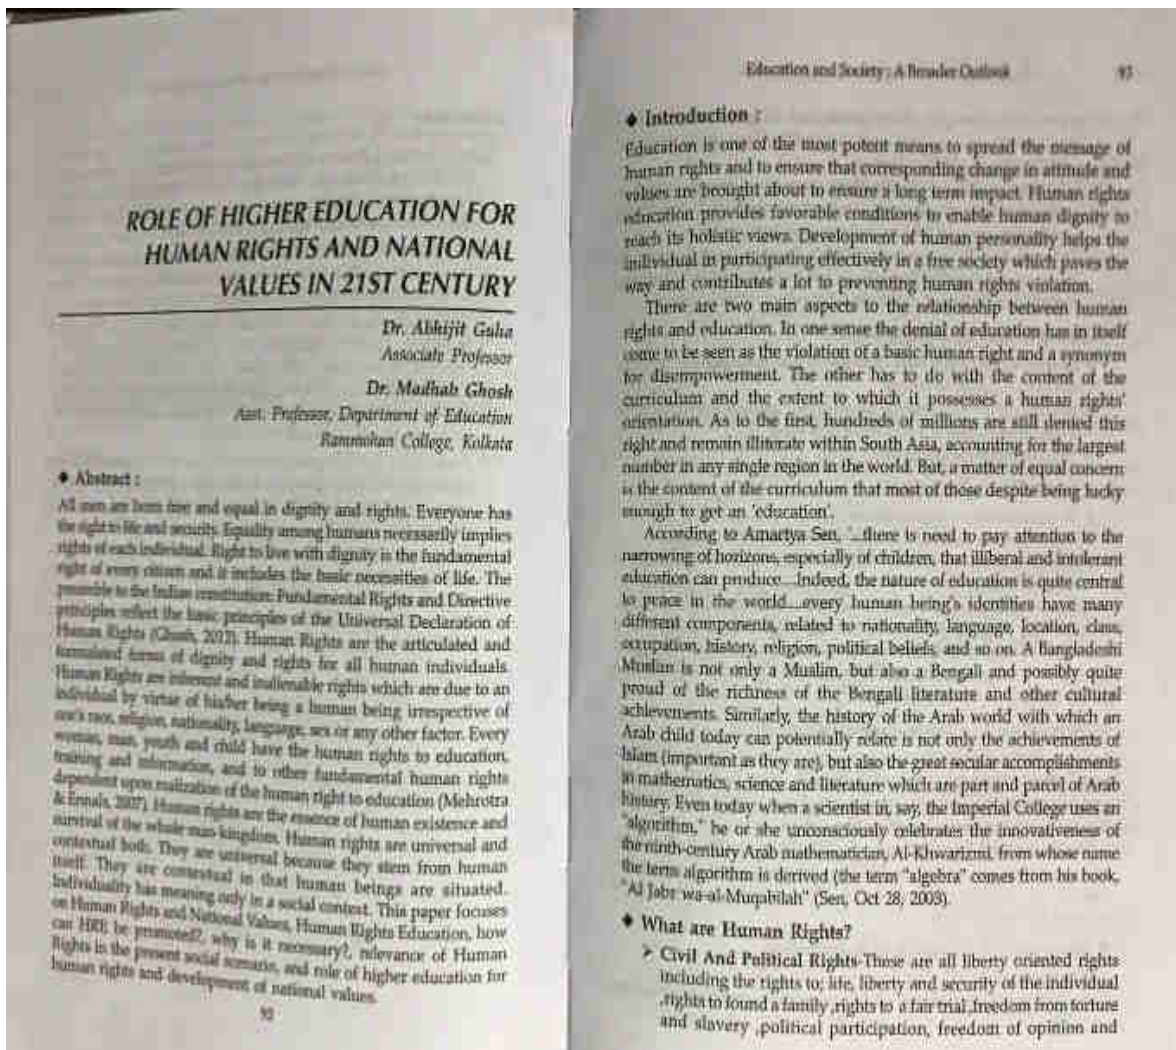 ROLE OF HIGHER EDUCATION FOR
HUMAN RIGHTS AND NATIONAL
VALUES IN 21ST CENTURY
Dr. Abhijit Guha
Associate Professor
Dr. Madhab Ghosh
Asst. Professor, Department of Education
Rammohan College, Kolkata
♦ Abstract :
All men are born free and equal in dignity and rights. Everyone has
the right to life and security. Equality among humans necessarily implies
rights of each individual. Right to live with dignity is the fundamental
right of every citizen and it includes the basic necessities of life. The
preamble to the Indian constitution: Fundamental Rights and Directive
principles reflect the basic principles of the Universal Declaration of
Human Rights (Ghosh, 2012). Human Rights are the articulated and
formulated forms of dignity and rights for all human individuals.
Human Rights are inherent and inalienable rights which are due to an
individual by virtue of his/her being a human being irrespective of
one's race, religion, nationality, language, sex or any other factor. Every
woman, man, youth and child have the human rights to education,
training and information, and to other fundamental human rights
dependent upon realization of the human right to education (Mehrotra
& Ennals, 2007). Human rights are the essence of human existence and
survival of the whole man kingdom. Human rights are universal and
contextual both. They are universal because they stem from human
itself. They are contextual in that human beings are situated.
Individuality has meaning only in a social context. This paper focuses
on Human Rights and National Values, Human Rights Education, how
can HRE be promoted?, why is it necessary?, relevance of Human
Rights in the present social scenario, and role of higher education for
human rights and development of national values.
Education and Society : A Broader Outlook 93
♦ Introduction :
Education is one of the most potent means to spread the message of
human rights and to ensure that corresponding change in attitude and
values are brought about to ensure a long term impact. Human rights
education provides favorable conditions to enable human dignity to
reach its holistic views. Development of human personality helps the
individual in participating effectively in a free society which paves the
way and contributes a lot to preventing human rights violation.
There are two main aspects to the relationship between human
rights and education. In one sense the denial of education has in itself
come to be seen as the violation of a basic human right and a synonym
for disempowerment. The other has to do with the content of the
curriculum and the extent to which it possesses a human rights'
orientation. As to the first, hundreds of millions are still denied this
right and remain illiterate within South Asia, accounting for the largest
number in any single region in the world. But, a matter of equal concern
is the content of the curriculum that most of those despite being lucky
enough to get an 'education'.
According to Amartya Sen, '...there is need to pay attention to the
narrowing of horizons, especially of children, that illiberal and intolerant
education can produce....Indeed, the nature of education is quite central
to peace in the world....every human being's identities have many
different components, related to nationality, language, location, class,
occupation, history, religion, political beliefs, and so on. A Bangladeshi
Muslim is not only a Muslim, but also a Bengali and possibly quite
proud of the richness of the Bengali literature and other cultural
achievements. Similarly, the history of the Arab world with which an
Arab child today can potentially relate is not only the achievements of
Islam (important as they are), but also the great secular accomplishments
in mathematics, science and literature which are part and parcel of Arab
history. Even today when a scientist in, say, the Imperial College uses an
"algorithm," he or she unconsciously celebrates the innovativeness of
the ninth-century Arab mathematician, Al-Khwarizmi, from whose name
the term algorithm is derived (the term "algebra" comes from his book,
"Al Jabr wa-al-Muqabilah" (Sen, Oct 28, 2003).
♦ What are Human Rights?
➢ Civil And Political Rights-These are all liberty oriented rights
including the rights to; life, liberty and security of the individual
,rights to found a family ,rights to a fair trial ,freedom from torture
and slavery ,political participation, freedom of opinion and